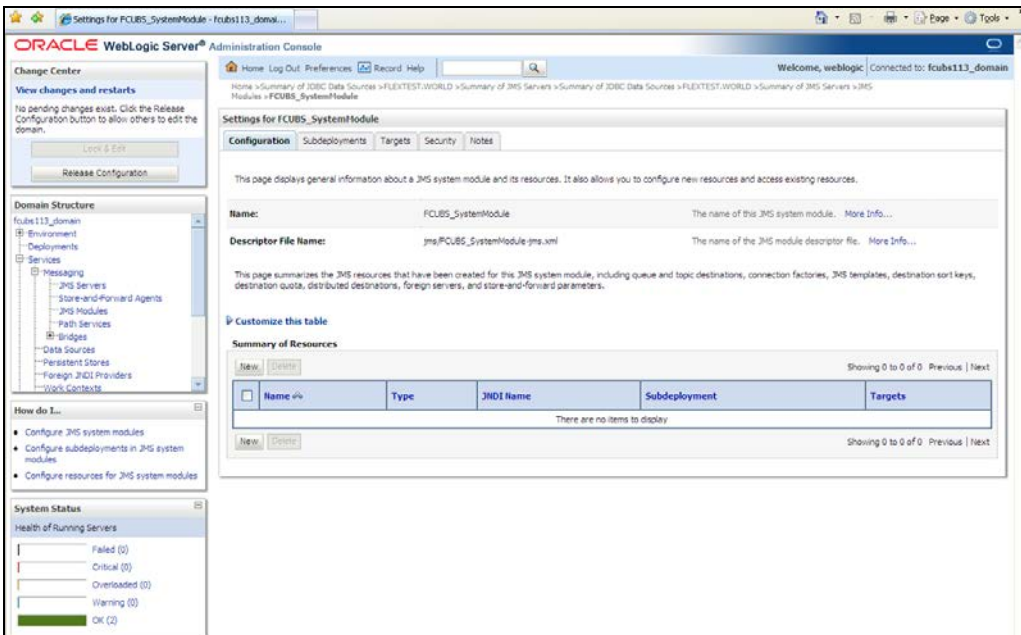 Settings for FCUBS_SystemModule - fcubs113_domai...
Page Tools
ORACLE WebLogic Server® Administration Console
Change Center
View changes and restarts
No pending changes exist. Click the Release
Configuration button to allow others to edit the
domain.
Lock & Edit
Release Configuration
Domain Structure
fcubs113_domain
Environment
Deployments
Services
Messaging
JMS Servers
Store-and-Forward Agents
JMS Modules
Path Services
Bridges
Data Sources
Persistent Stores
Foreign JNDI Providers
Work Contexts
How do I...
Configure JMS system modules
Configure subdeployments in JMS system
modules
Configure resources for JMS system modules
System Status
Health of Running Servers
Failed (0)
Critical (0)
Overloaded (0)
Warning (0)
OK (2)
Home Log Out Preferences Record Help
Welcome, weblogic Connected to: fcubs113_domain
Home >Summary of JDBC Data Sources >FLEXTEST.WORLD >Summary of JMS Servers >Summary of JDBC Data Sources >FLEXTEST.WORLD >Summary of JMS Servers >JMS
Modules >FCUBS_SystemModule
Settings for FCUBS_SystemModule
Configuration Subdeployments Targets Security Notes
This page displays general information about a JMS system module and its resources. It also allows you to configure new resources and access existing resources.
Name: FCUBS_SystemModule The name of this JMS system module. More Info...
Descriptor File Name: jms/FCUBS_SystemModule-jms.xml The name of the JMS module descriptor file. More Info...
This page summarizes the JMS resources that have been created for this JMS system module, including queue and topic destinations, connection factories, JMS templates, destination sort keys,
destination quota, distributed destinations, foreign servers, and store-and-forward parameters.
Customize this table
Summary of Resources
New Delete Showing 0 to 0 of 0 Previous | Next
Name Type JNDI Name Subdeployment Targets
There are no items to display
New Delete Showing 0 to 0 of 0 Previous | Next